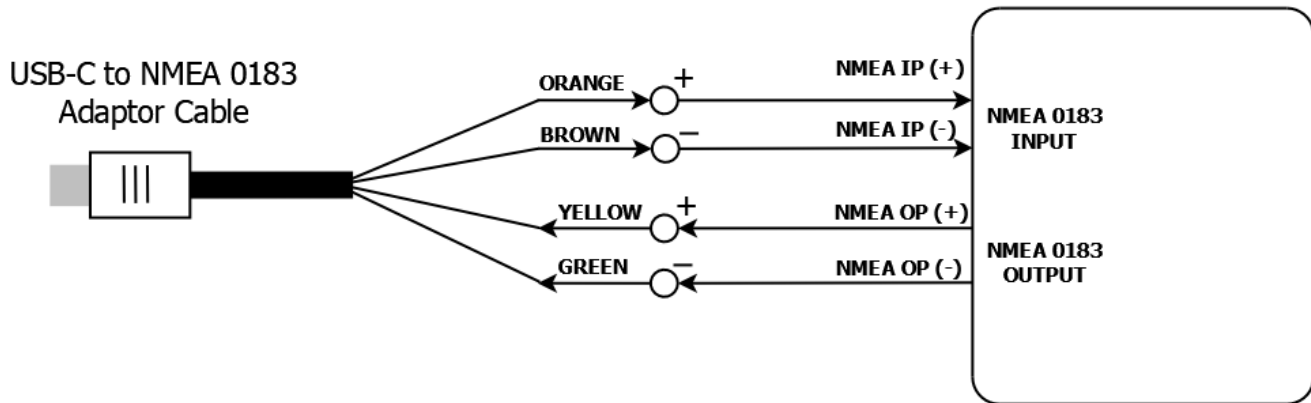 USB-C to NMEA 0183
Adaptor Cable
ORANGE
+
NMEA IP (+)
BROWN
−
NMEA IP (-)
NMEA 0183
INPUT
YELLOW
+
NMEA OP (+)
GREEN
−
NMEA OP (-)
NMEA 0183
OUTPUT